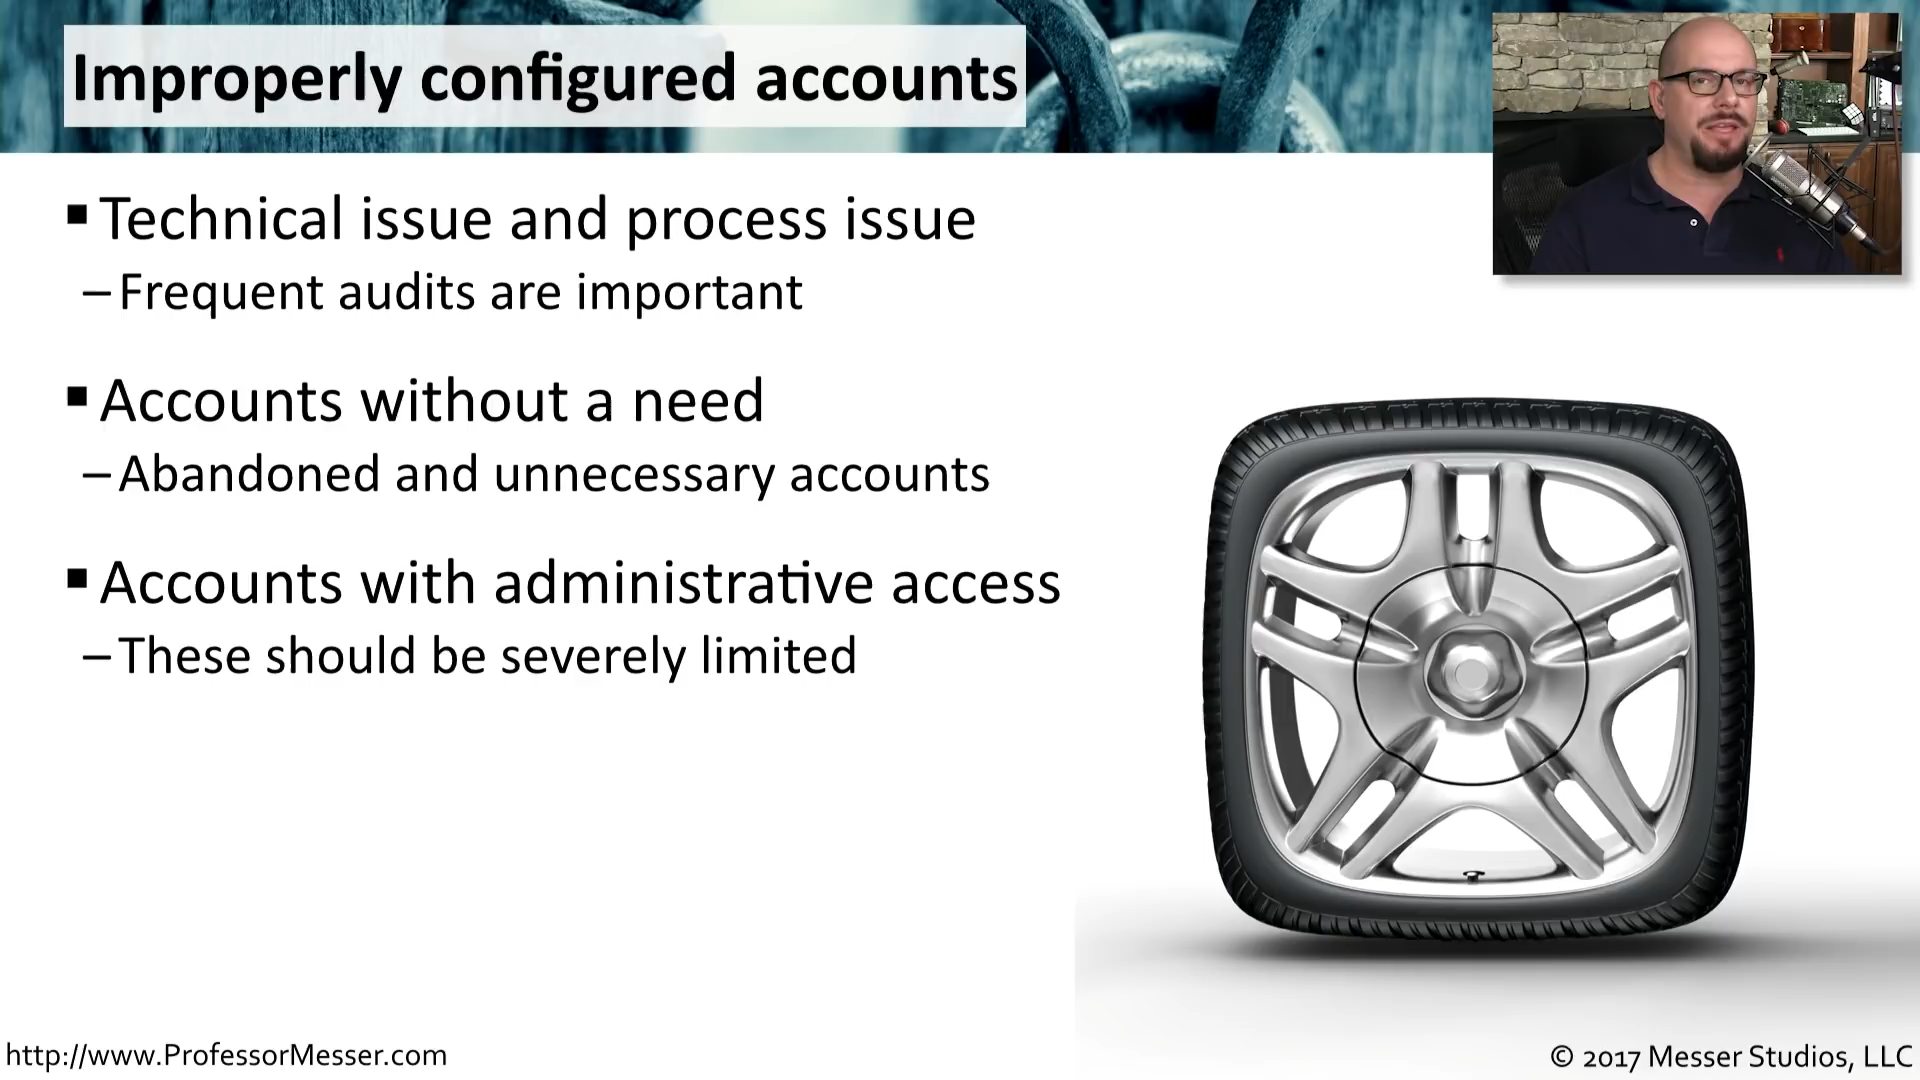 Improperly configured accounts
▪ Technical issue and process issue
– Frequent audits are important
▪ Accounts without a need
– Abandoned and unnecessary accounts
▪ Accounts with administrative access
– These should be severely limited
http://www.ProfessorMesser.com
© 2017 Messer Studios, LLC